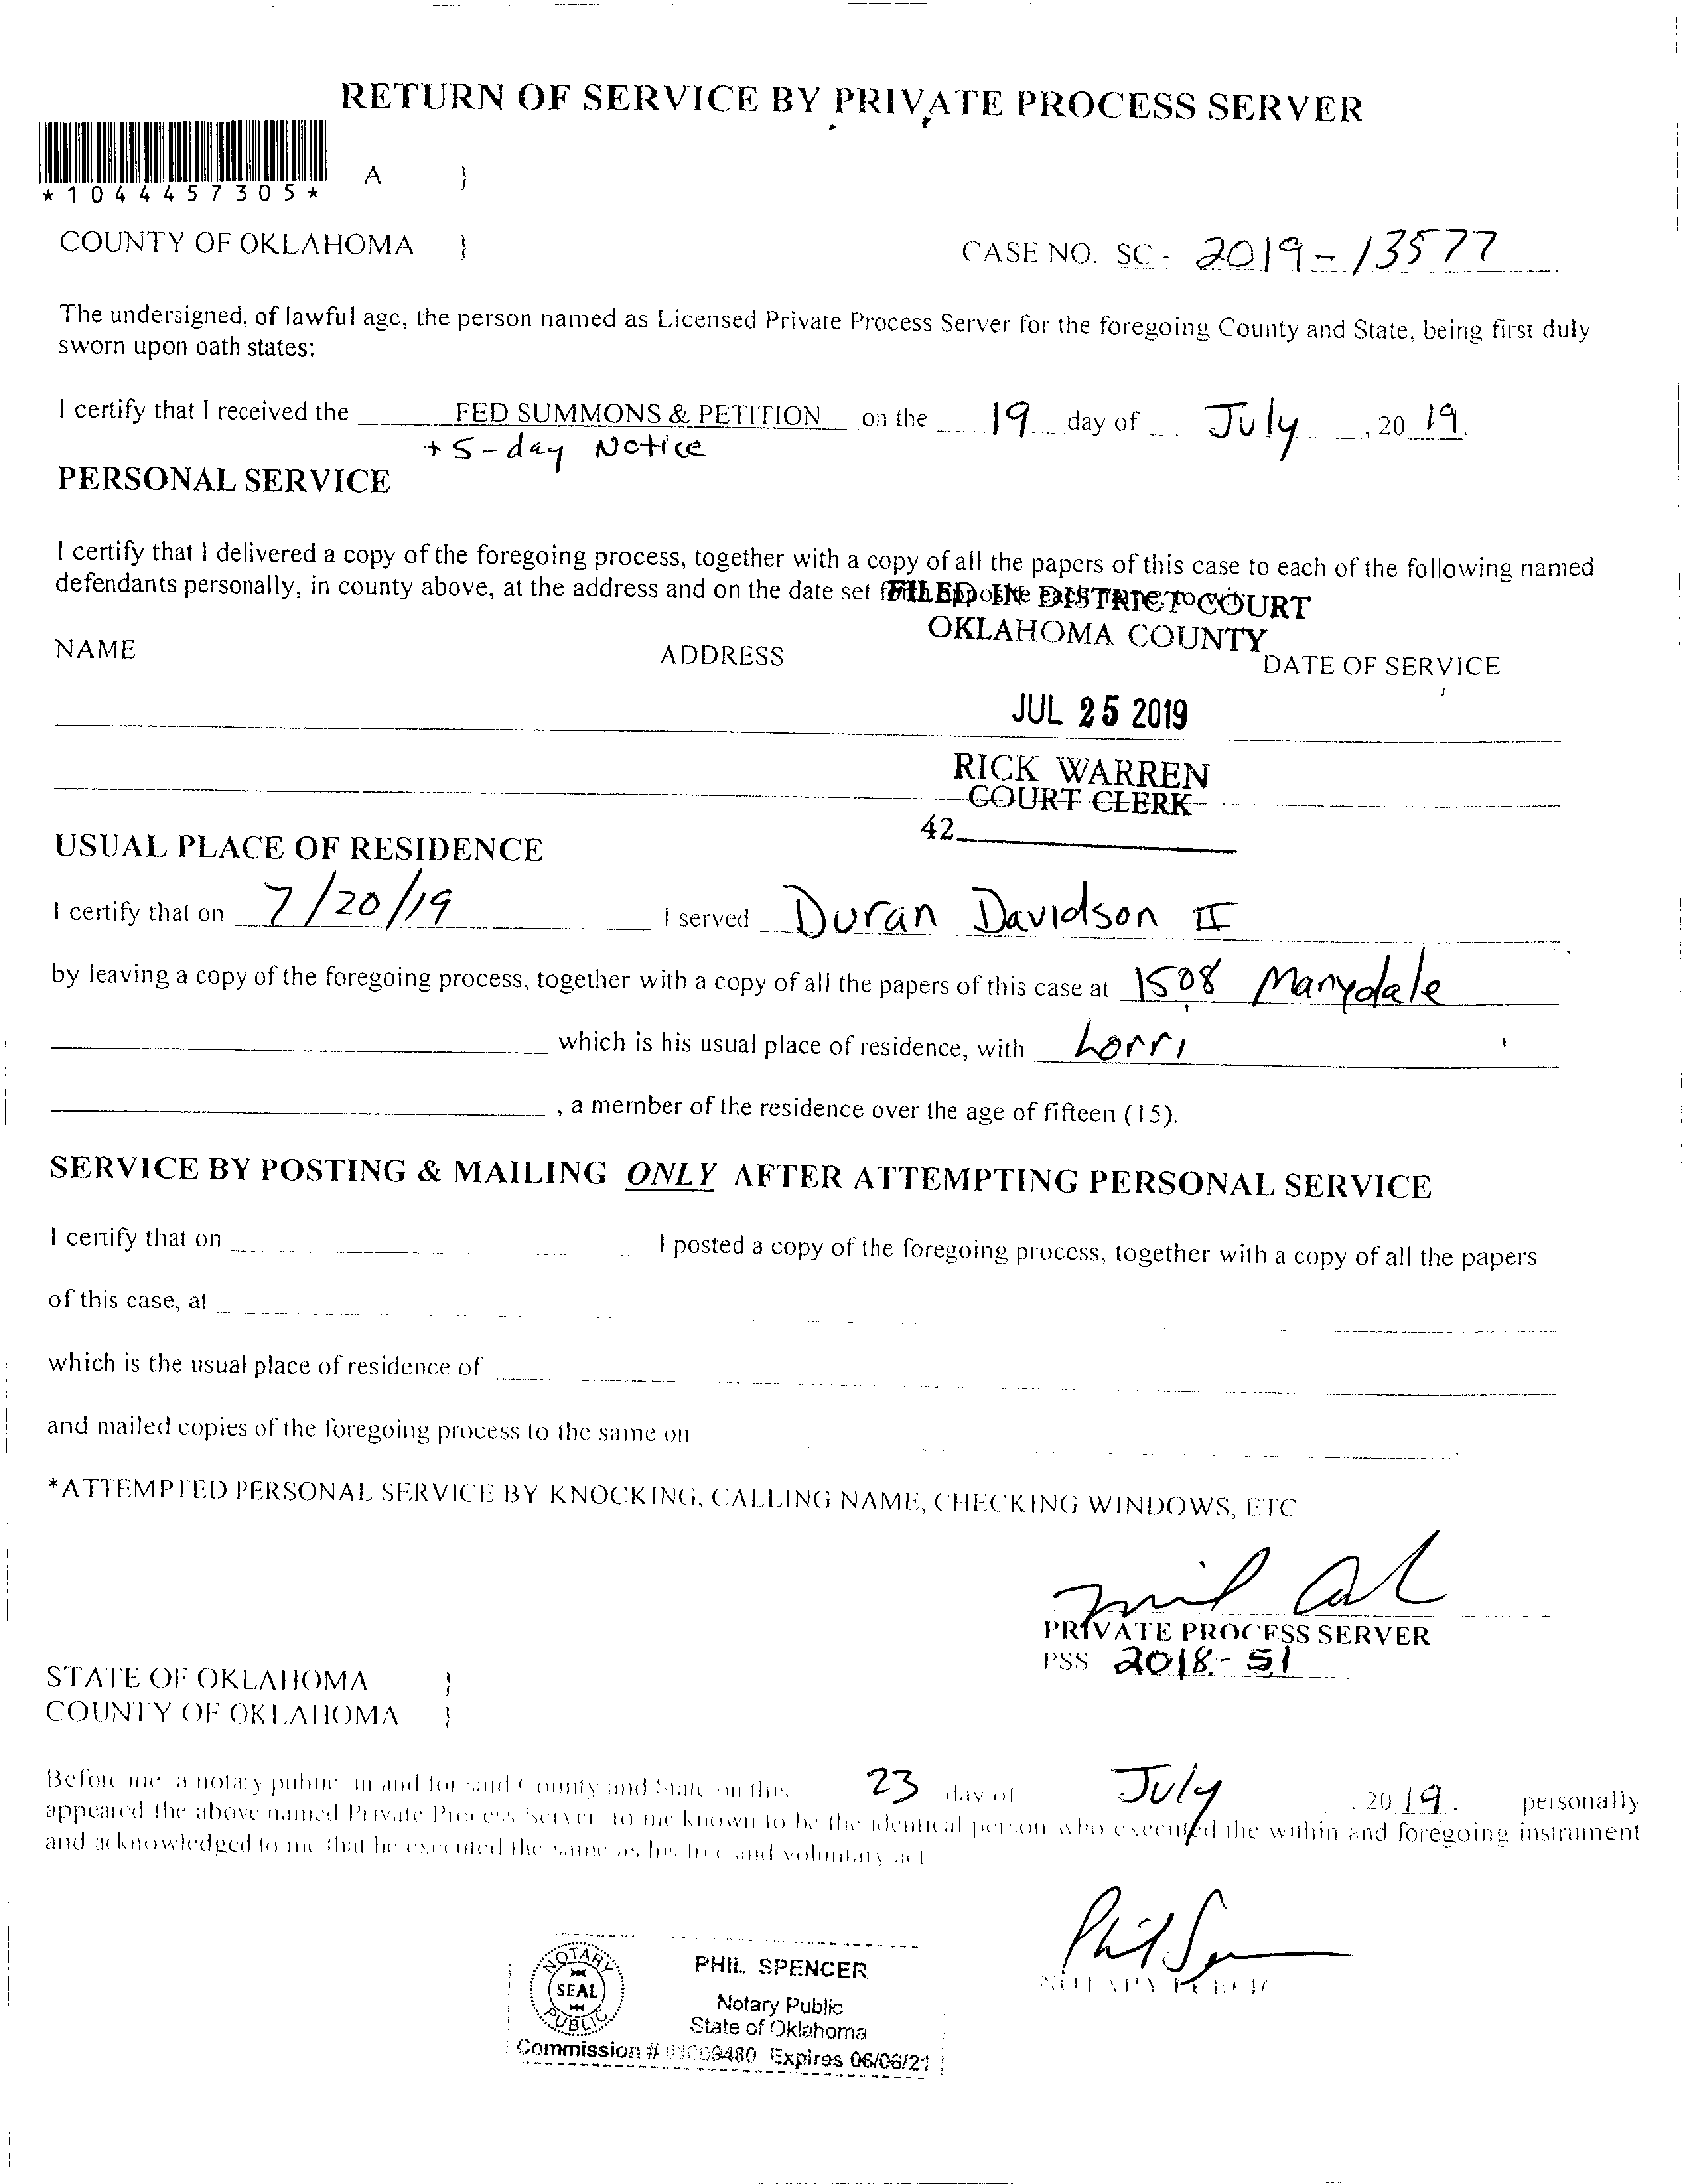 RETURN OF SERVICE BY PRIVATE PROCESS SERVER
A }
*1044457305*
COUNTY OF OKLAHOMA } CASE NO. SC - 2019-13577
The undersigned, of lawful age, the person named as Licensed Private Process Server for the foregoing County and State, being first duly
sworn upon oath states:
I certify that I received the FED SUMMONS & PETITION on the 19 day of July, 20 19.
+ 5-day Notice
PERSONAL SERVICE
I certify that I delivered a copy of the foregoing process, together with a copy of all the papers of this case to each of the following named
defendants personally, in county above, at the address and on the date set
FILED IN DISTRICT COURT
OKLAHOMA COUNTY
NAME ADDRESS DATE OF SERVICE
JUL 25 2019
RICK WARREN
COURT CLERK
42
USUAL PLACE OF RESIDENCE
I certify that on 7/20/19 I served Duran Davidson II
by leaving a copy of the foregoing process, together with a copy of all the papers of this case at 1508 Marydale
which is his usual place of residence, with Lorri
, a member of the residence over the age of fifteen (15).
SERVICE BY POSTING & MAILING ONLY AFTER ATTEMPTING PERSONAL SERVICE
I certify that on I posted a copy of the foregoing process, together with a copy of all the papers
of this case, at
which is the usual place of residence of
and mailed copies of the foregoing process to the same on
*ATTEMPTED PERSONAL SERVICE BY KNOCKING, CALLING NAME, CHECKING WINDOWS, ETC.
PRIVATE PROCESS SERVER
PSS 2018-51
STATE OF OKLAHOMA }
COUNTY OF OKLAHOMA }
Before me a notary public in and for said County and State on this 23 day of July, 2019. personally
appeared the above named Private Process Server to me known to be the identical person who executed the within and foregoing instrument
and acknowledged to me that he executed the same as his free and voluntary act
Phil
NOTARY PUBLIC
NOTARY PUBLIC
SEAL
PHIL SPENCER
Notary Public
State of Oklahoma
Commission # Expires 06/06/21